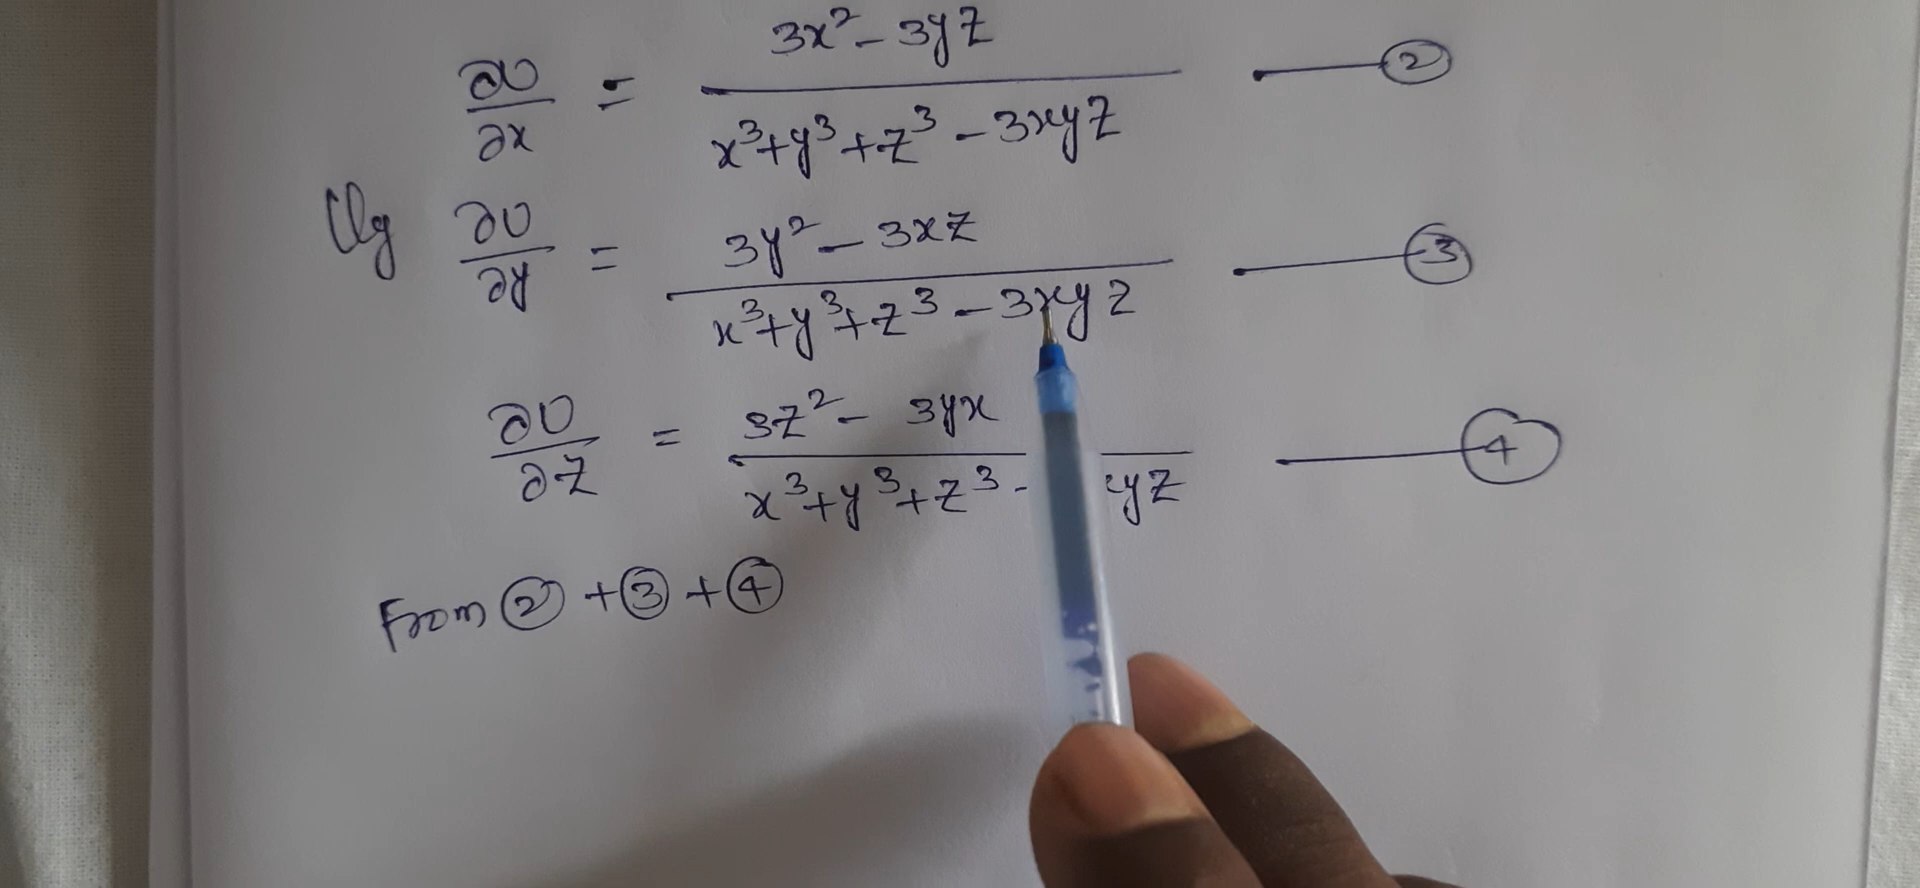 ∂U/∂x = (3x² - 3yz)/(x³+y³+z³ - 3xyz) —— ②
lly ∂U/∂y = (3y² - 3xz)/(x³+y³+z³ - 3xyz) —— ③
∂U/∂z = (3z² - 3yx)/(x³+y³+z³ - yz) —— ④
From ② + ③ + ④